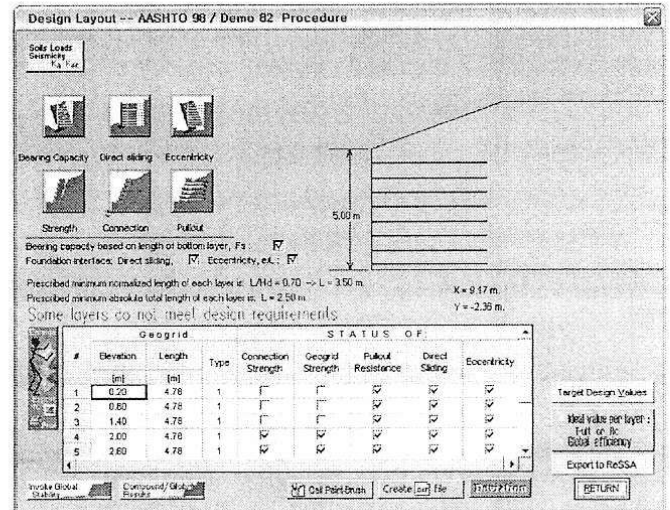 Design Layout -- AASHTO 98 / Demo 82 Procedure
Soils Loads
Seismicity
Bearing Capacity Direct sliding Eccentricity
Strength Connection Pullout
5.00 m
Bearing capacity based on length of bottom layer, Fs :
Foundation interface: Direct sliding, Eccentricity, e/L :
Prescribed minimum normalized length of each layer is: L/Hd = 0.70 --> L = 3.50 m.
Prescribed minimum absolute total length of each layer is: L = 2.50 m.
X = 9.17 m.
Y = -2.36 m.
Some layers do not meet design requirements
Geogrid STATUS OF:
# Elevation [m] Length [m] Type Connection Strength Geogrid Strength Pullout Resistance Direct Sliding Eccentricity
1 0.20 4.78 1
2 0.80 4.78 1
3 1.40 4.78 1
4 2.00 4.78 1
5 2.60 4.78 1
Target Design Values
Ideal value per layer :
Tult or Rc
Global efficiency
Export to ReSSA
Invoke Global Stability
Compound/Global Results
Call Paint-Brush
Create DXF file
RETURN